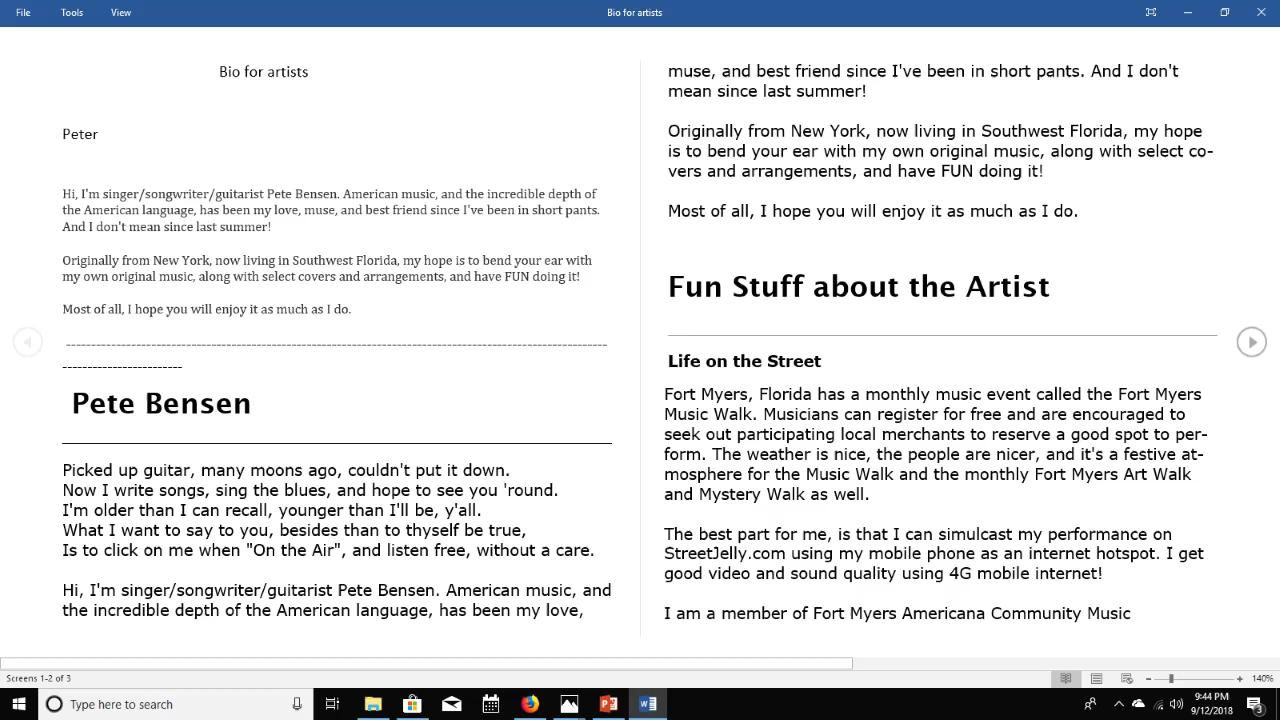 File Tools View Bio for artists
Bio for artists
Peter
Hi, I'm singer/songwriter/guitarist Pete Bensen. American music, and the incredible depth of
the American language, has been my love, muse, and best friend since I've been in short pants.
And I don't mean since last summer!
Originally from New York, now living in Southwest Florida, my hope is to bend your ear with
my own original music, along with select covers and arrangements, and have FUN doing it!
Most of all, I hope you will enjoy it as much as I do.
------------------------------------------------------------------------------------------------------------
------------------------
Pete Bensen
Picked up guitar, many moons ago, couldn't put it down.
Now I write songs, sing the blues, and hope to see you 'round.
I'm older than I can recall, younger than I'll be, y'all.
What I want to say to you, besides than to thyself be true,
Is to click on me when "On the Air", and listen free, without a care.
Hi, I'm singer/songwriter/guitarist Pete Bensen. American music, and
the incredible depth of the American language, has been my love,
muse, and best friend since I've been in short pants. And I don't
mean since last summer!
Originally from New York, now living in Southwest Florida, my hope
is to bend your ear with my own original music, along with select co-
vers and arrangements, and have FUN doing it!
Most of all, I hope you will enjoy it as much as I do.
Fun Stuff about the Artist
Life on the Street
Fort Myers, Florida has a monthly music event called the Fort Myers
Music Walk. Musicians can register for free and are encouraged to
seek out participating local merchants to reserve a good spot to per-
form. The weather is nice, the people are nicer, and it's a festive at-
mosphere for the Music Walk and the monthly Fort Myers Art Walk
and Mystery Walk as well.
The best part for me, is that I can simulcast my performance on
StreetJelly.com using my mobile phone as an internet hotspot. I get
good video and sound quality using 4G mobile internet!
I am a member of Fort Myers Americana Community Music
Screens 1-2 of 3
140%
Type here to search
9:44 PM
9/12/2018
3